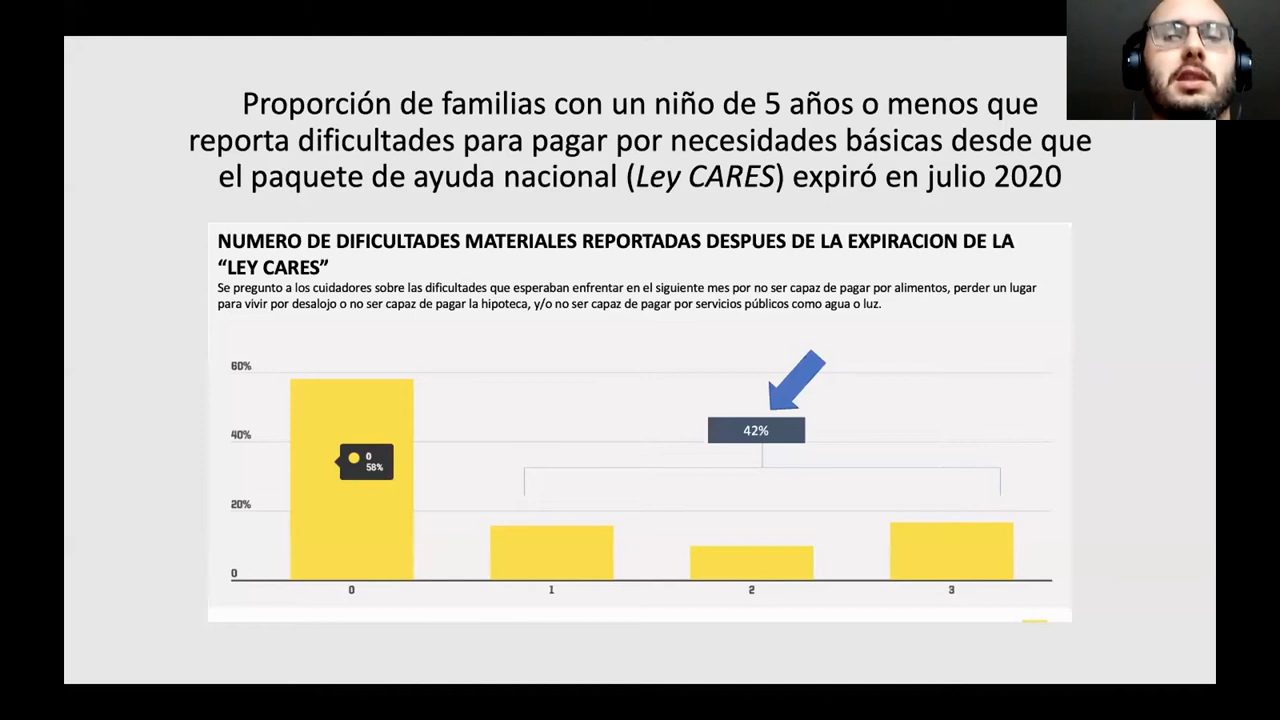 Proporción de familias con un niño de 5 años o menos que
reporta dificultades para pagar por necesidades básicas desde que
el paquete de ayuda nacional (Ley CARES) expiró en julio 2020
NUMERO DE DIFICULTADES MATERIALES REPORTADAS DESPUES DE LA EXPIRACION DE LA
“LEY CARES”
Se pregunto a los cuidadores sobre las dificultades que esperaban enfrentar en el siguiente mes por no ser capaz de pagar por alimentos, perder un lugar
para vivir por desalojo o no ser capaz de pagar la hipoteca, y/o no ser capaz de pagar por servicios públicos como agua o luz.
60%
40%
20%
0
42%
0
58%
0
1
2
3